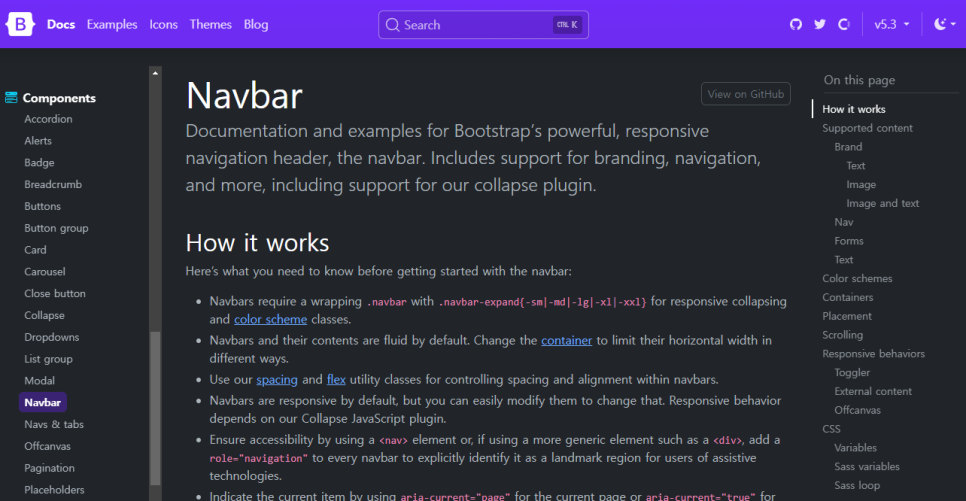 B Docs Examples Icons Themes Blog Search CTRL K v5.3
Components
Accordion
Alerts
Badge
Breadcrumb
Buttons
Button group
Card
Carousel
Close button
Collapse
Dropdowns
List group
Modal
Navbar
Navs & tabs
Offcanvas
Pagination
Placeholders
Navbar
View on GitHub
Documentation and examples for Bootstrap's powerful, responsive
navigation header, the navbar. Includes support for branding, navigation,
and more, including support for our collapse plugin.
How it works
Here's what you need to know before getting started with the navbar:
• Navbars require a wrapping .navbar with .navbar-expand{-sm|-md|-lg|-xl|-xxl} for responsive collapsing
and color scheme classes.
• Navbars and their contents are fluid by default. Change the container to limit their horizontal width in
different ways.
• Use our spacing and flex utility classes for controlling spacing and alignment within navbars.
• Navbars are responsive by default, but you can easily modify them to change that. Responsive behavior
depends on our Collapse JavaScript plugin.
• Ensure accessibility by using a <nav> element or, if using a more generic element such as a <div>, add a
role="navigation" to every navbar to explicitly identify it as a landmark region for users of assistive
technologies.
• Indicate the current item by using aria-current="page" for the current page or aria-current="true" for
On this page
How it works
Supported content
Brand
Text
Image
Image and text
Nav
Forms
Text
Color schemes
Containers
Placement
Scrolling
Responsive behaviors
Toggler
External content
Offcanvas
CSS
Variables
Sass variables
Sass loop